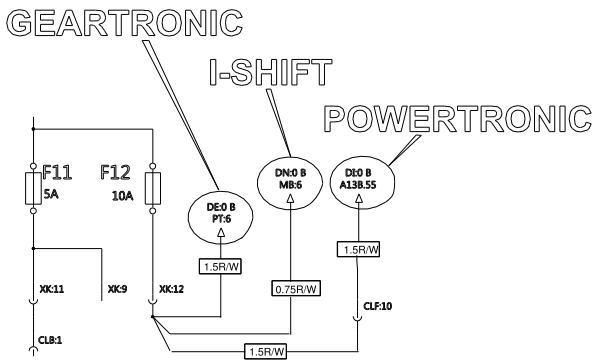 GEARTRONIC
I-SHIFT
POWERTRONIC
F11
5A
F12
10A
DE:0 B
PT:6
DN:0 B
MB:6
DI:0 B
A13B.55
1.5R/W
1.5R/W
0.75R/W
XK:11
XK:9
XK:12
CLF:10
CLB:1
1.5R/W